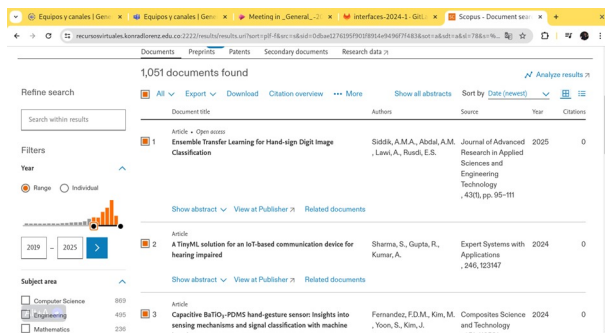 Equipos y canales | Gene
Equipos y canales | Gene
Meeting in _General_-2
interfaces-2024-1 - GitL
Scopus - Document sear
recursosvirtuales.konradlorenz.edu.co:2222/results/results.uri?sort=plf-f&src=s&sid=0dbae1276195f901f8914e9496f7f483&sot=a&sdt=a&sl=78&s=%...
Documents Preprints Patents Secondary documents Research data
1,051 documents found
Analyze results
Refine search
All Export Download Citation overview More Show all abstracts Sort by Date (newest)
Search within results
Document title Authors Source Year Citations
Filters
Year
Range Individual
2019 – 2025
Subject area
Computer Science 869
Engineering 495
Mathematics 236
Article • Open access
1 Ensemble Transfer Learning for Hand-sign Digit Image
Classification
Siddik, A.M.A., Abdal, A.M.
, Lawi, A., Rusdi, E.S.
Journal of Advanced
Research in Applied
Sciences and
Engineering
Technology
, 43(1), pp. 95–111
2025 0
Show abstract View at Publisher Related documents
Article
2 A TinyML solution for an IoT-based communication device for
hearing impaired
Sharma, S., Gupta, R.,
Kumar, A.
Expert Systems with
Applications
, 246, 123147
2024 0
Show abstract View at Publisher Related documents
Article
3 Capacitive BaTiO3-PDMS hand-gesture sensor: Insights into
sensing mechanisms and signal classification with machine
Fernandez, F.D.M., Kim, M.
, Yoon, S., Kim, J.
Composites Science
and Technology
2024 0